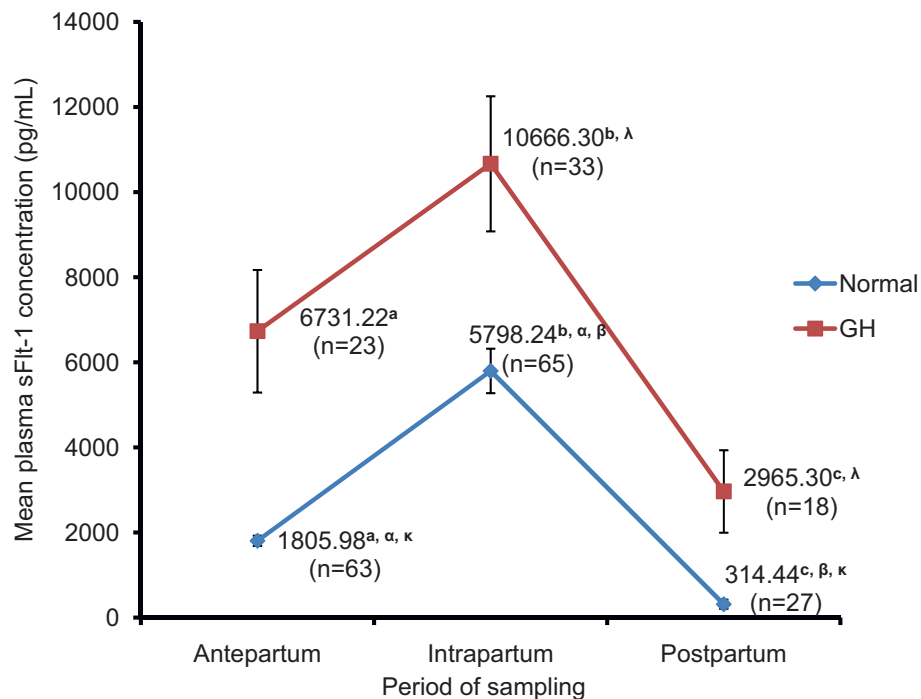 Mean plasma sFlt-1 concentration (pg/mL)
14000
12000
10000
8000
6000
4000
2000
0
10666.30ᵇ, λ
(n=33)
6731.22ᵃ
(n=23)
5798.24ᵇ, α, β
(n=65)
2965.30ᶜ, λ
(n=18)
1805.98ᵃ, α, κ
(n=63)
314.44ᶜ, β, κ
(n=27)
Normal
GH
Antepartum Intrapartum Postpartum
Period of sampling